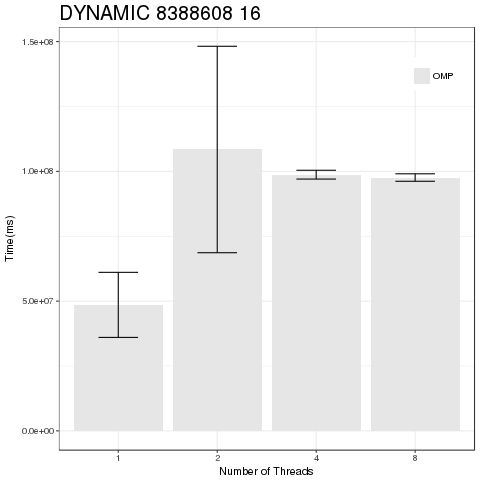 DYNAMIC 8388608 16
1.5e+08
OMP
1.0e+08
Time(ms)
5.0e+07
0.0e+00
1 2 4 8
Number of Threads